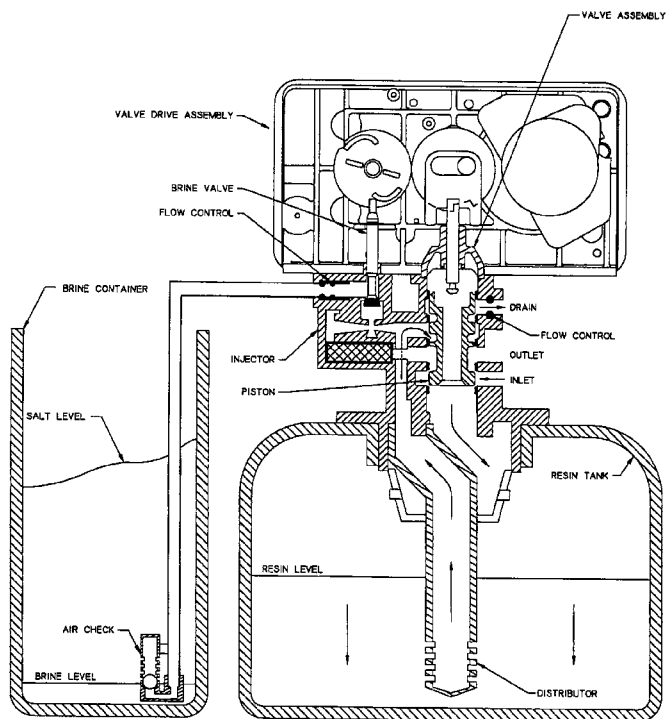 VALVE ASSEMBLY
VALVE DRIVE ASSEMBLY
BRINE VALVE
FLOW CONTROL
BRINE CONTAINER
DRAIN
FLOW CONTROL
INJECTOR
OUTLET
INLET
PISTON
SALT LEVEL
RESIN TANK
RESIN LEVEL
AIR CHECK
BRINE LEVEL
DISTRIBUTOR